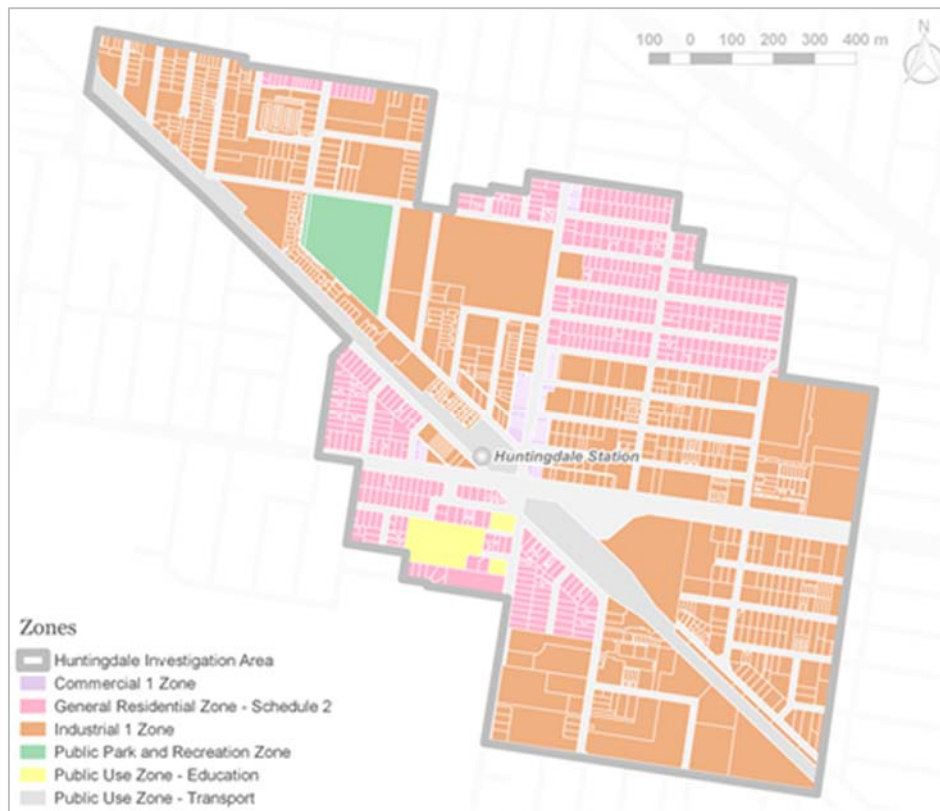 N
100 0 100 200 300 400 m
Huntingdale Station
Zones
Huntingdale Investigation Area
Commercial 1 Zone
General Residential Zone - Schedule 2
Industrial 1 Zone
Public Park and Recreation Zone
Public Use Zone - Education
Public Use Zone - Transport